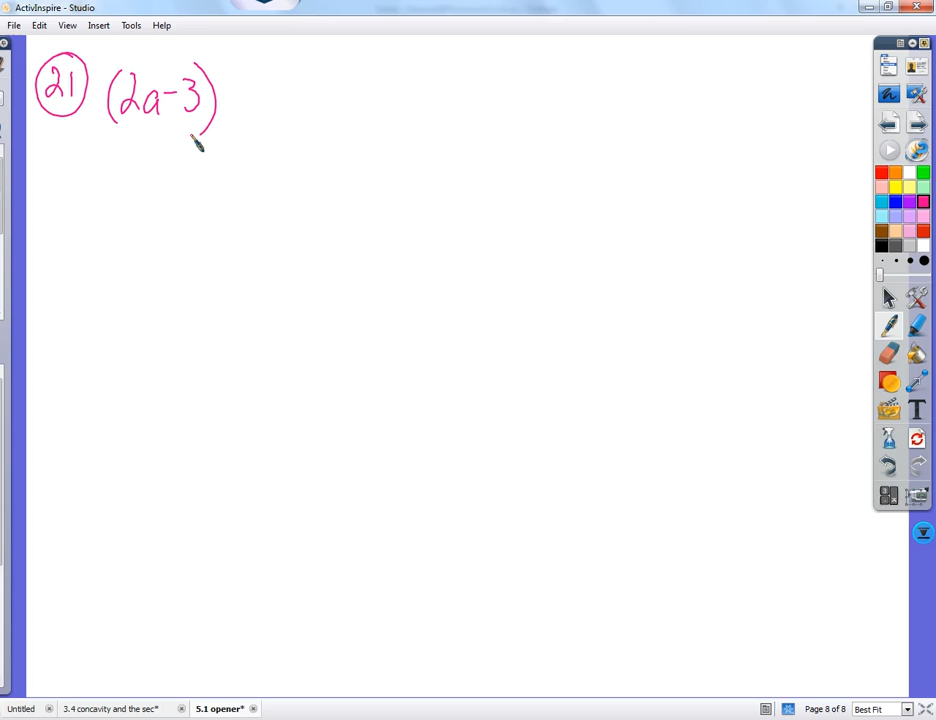 ActivInspire - Studio
File Edit View Insert Tools Help
21 (2a-3)
Untitled 3.4 concavity and the sec* 5.1 opener* Page 8 of 8 Best Fit